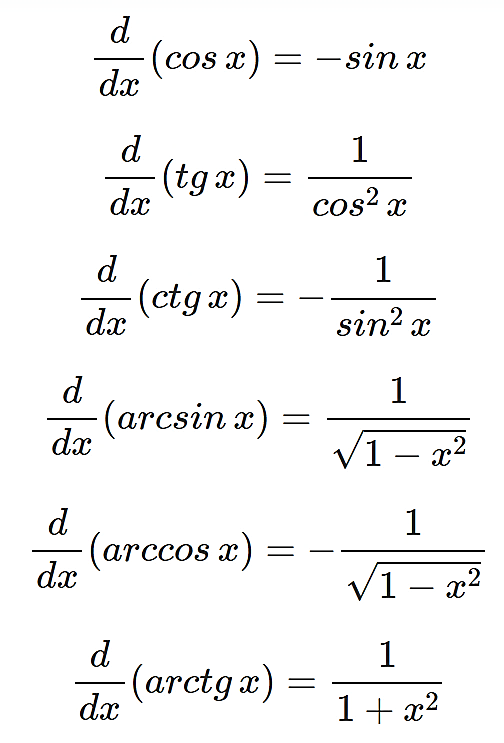 d/dx (cos x) = −sin x
d/dx (tg x) = 1/cos² x
d/dx (ctg x) = −1/sin² x
d/dx (arcsin x) = 1/√(1 − x²)
d/dx (arccos x) = −1/√(1 − x²)
d/dx (arctg x) = 1/(1 + x²)